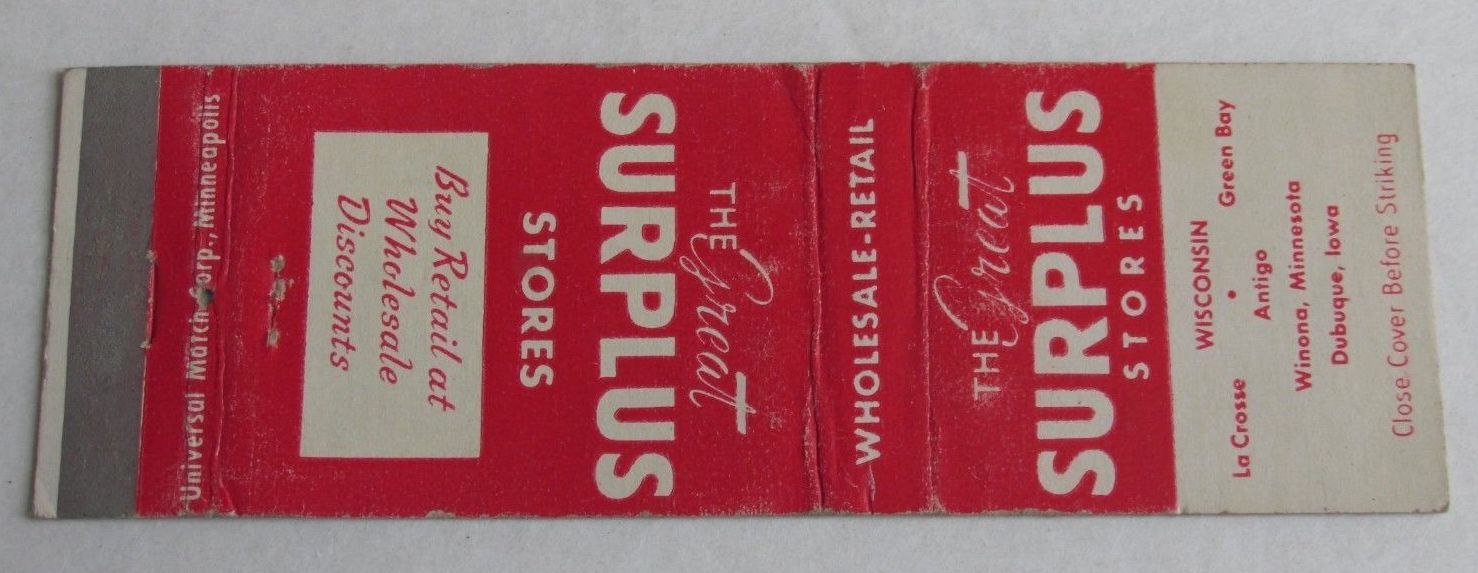 Universal Match Corp., Minneapolis
THE Great
SURPLUS
STORES
Buy Retail at
Wholesale
Discounts
WHOLESALE-RETAIL
THE Great
SURPLUS
STORES
WISCONSIN
La Crosse • Green Bay
Antigo
Winona, Minnesota
Dubuque, Iowa
Close Cover Before Striking